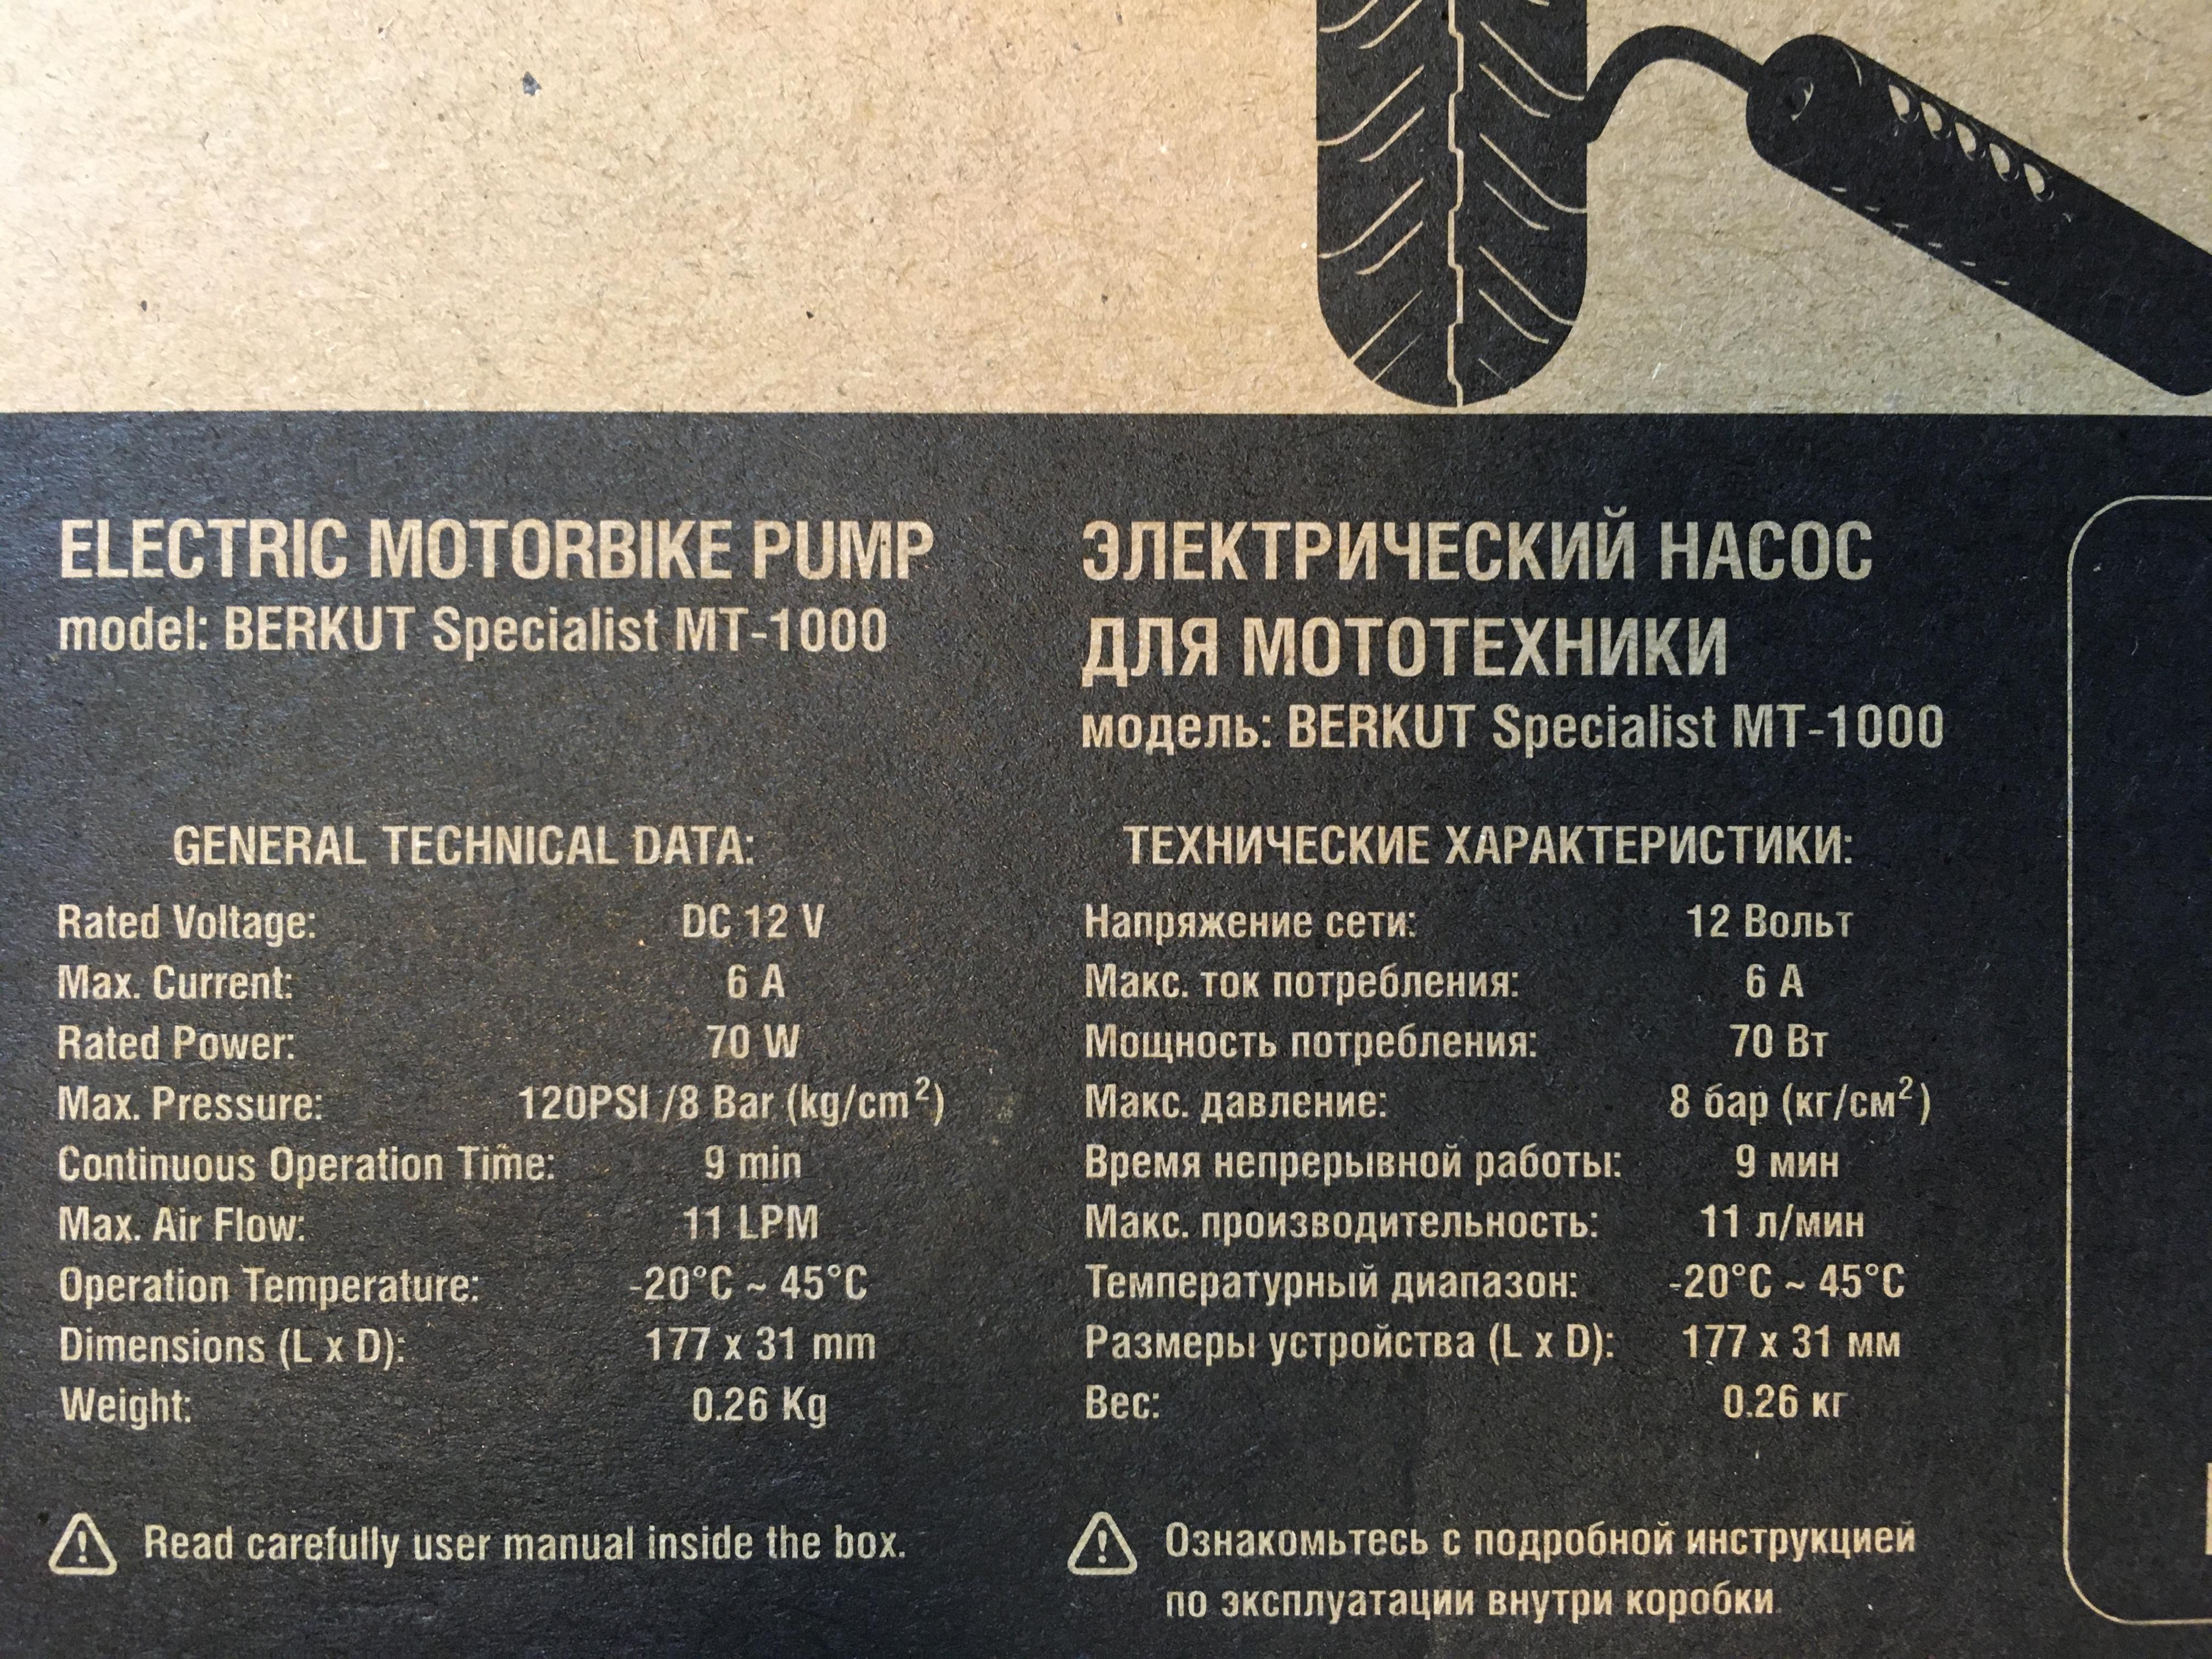 ELECTRIC MOTORBIKE PUMP
model: BERKUT Specialist MT-1000
GENERAL TECHNICAL DATA:
Rated Voltage: DC 12 V
Max. Current: 6 A
Rated Power: 70 W
Max. Pressure: 120PSI /8 Bar (kg/cm²)
Continuous Operation Time: 9 min
Max. Air Flow: 11 LPM
Operation Temperature: -20°C ~ 45°C
Dimensions (L x D): 177 x 31 mm
Weight: 0.26 Kg
Read carefully user manual inside the box.
ЭЛЕКТРИЧЕСКИЙ НАСОС
ДЛЯ МОТОТЕХНИКИ
модель: BERKUT Specialist MT-1000
ТЕХНИЧЕСКИЕ ХАРАКТЕРИСТИКИ:
Напряжение сети: 12 Вольт
Макс. ток потребления: 6 А
Мощность потребления: 70 Вт
Макс. давление: 8 бар (кг/см²)
Время непрерывной работы: 9 мин
Макс. производительность: 11 л/мин
Температурный диапазон: -20°C ~ 45°C
Размеры устройства (L x D): 177 x 31 мм
Вес: 0.26 кг
Ознакомьтесь с подробной инструкцией
по эксплуатации внутри коробки